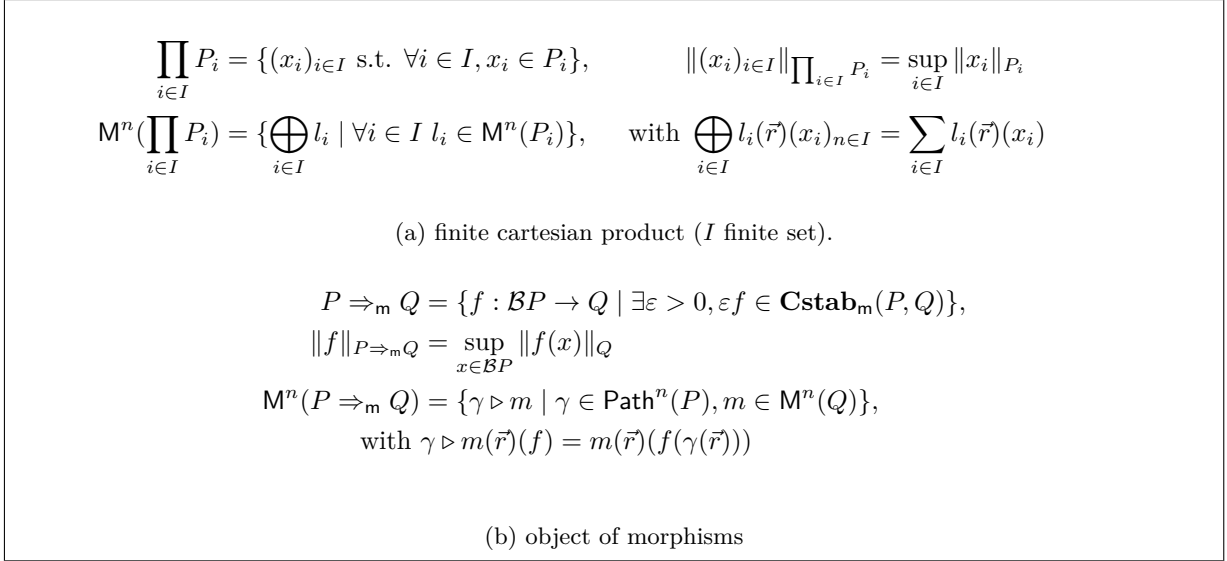 ∏_{i∈I} P_i = {(x_i)_{i∈I} s.t. ∀i ∈ I, x_i ∈ P_i}, ‖(x_i)_{i∈I}‖_{∏_{i∈I} P_i} = sup_{i∈I} ‖x_i‖_{P_i}
M^n(∏_{i∈I} P_i) = {⨁_{i∈I} l_i | ∀i ∈ I l_i ∈ M^n(P_i)}, with ⨁_{i∈I} l_i(r⃗)(x_i)_{n∈I} = ∑_{i∈I} l_i(r⃗)(x_i)
(a) finite cartesian product (I finite set).
P ⇒_m Q = {f : ℬP → Q | ∃ε > 0, εf ∈ Cstab_m(P, Q)},
‖f‖_{P⇒_m Q} = sup_{x∈ℬP} ‖f(x)‖_Q
M^n(P ⇒_m Q) = {γ ▹ m | γ ∈ Path^n(P), m ∈ M^n(Q)},
with γ ▹ m(r⃗)(f) = m(r⃗)(f(γ(r⃗)))
(b) object of morphisms